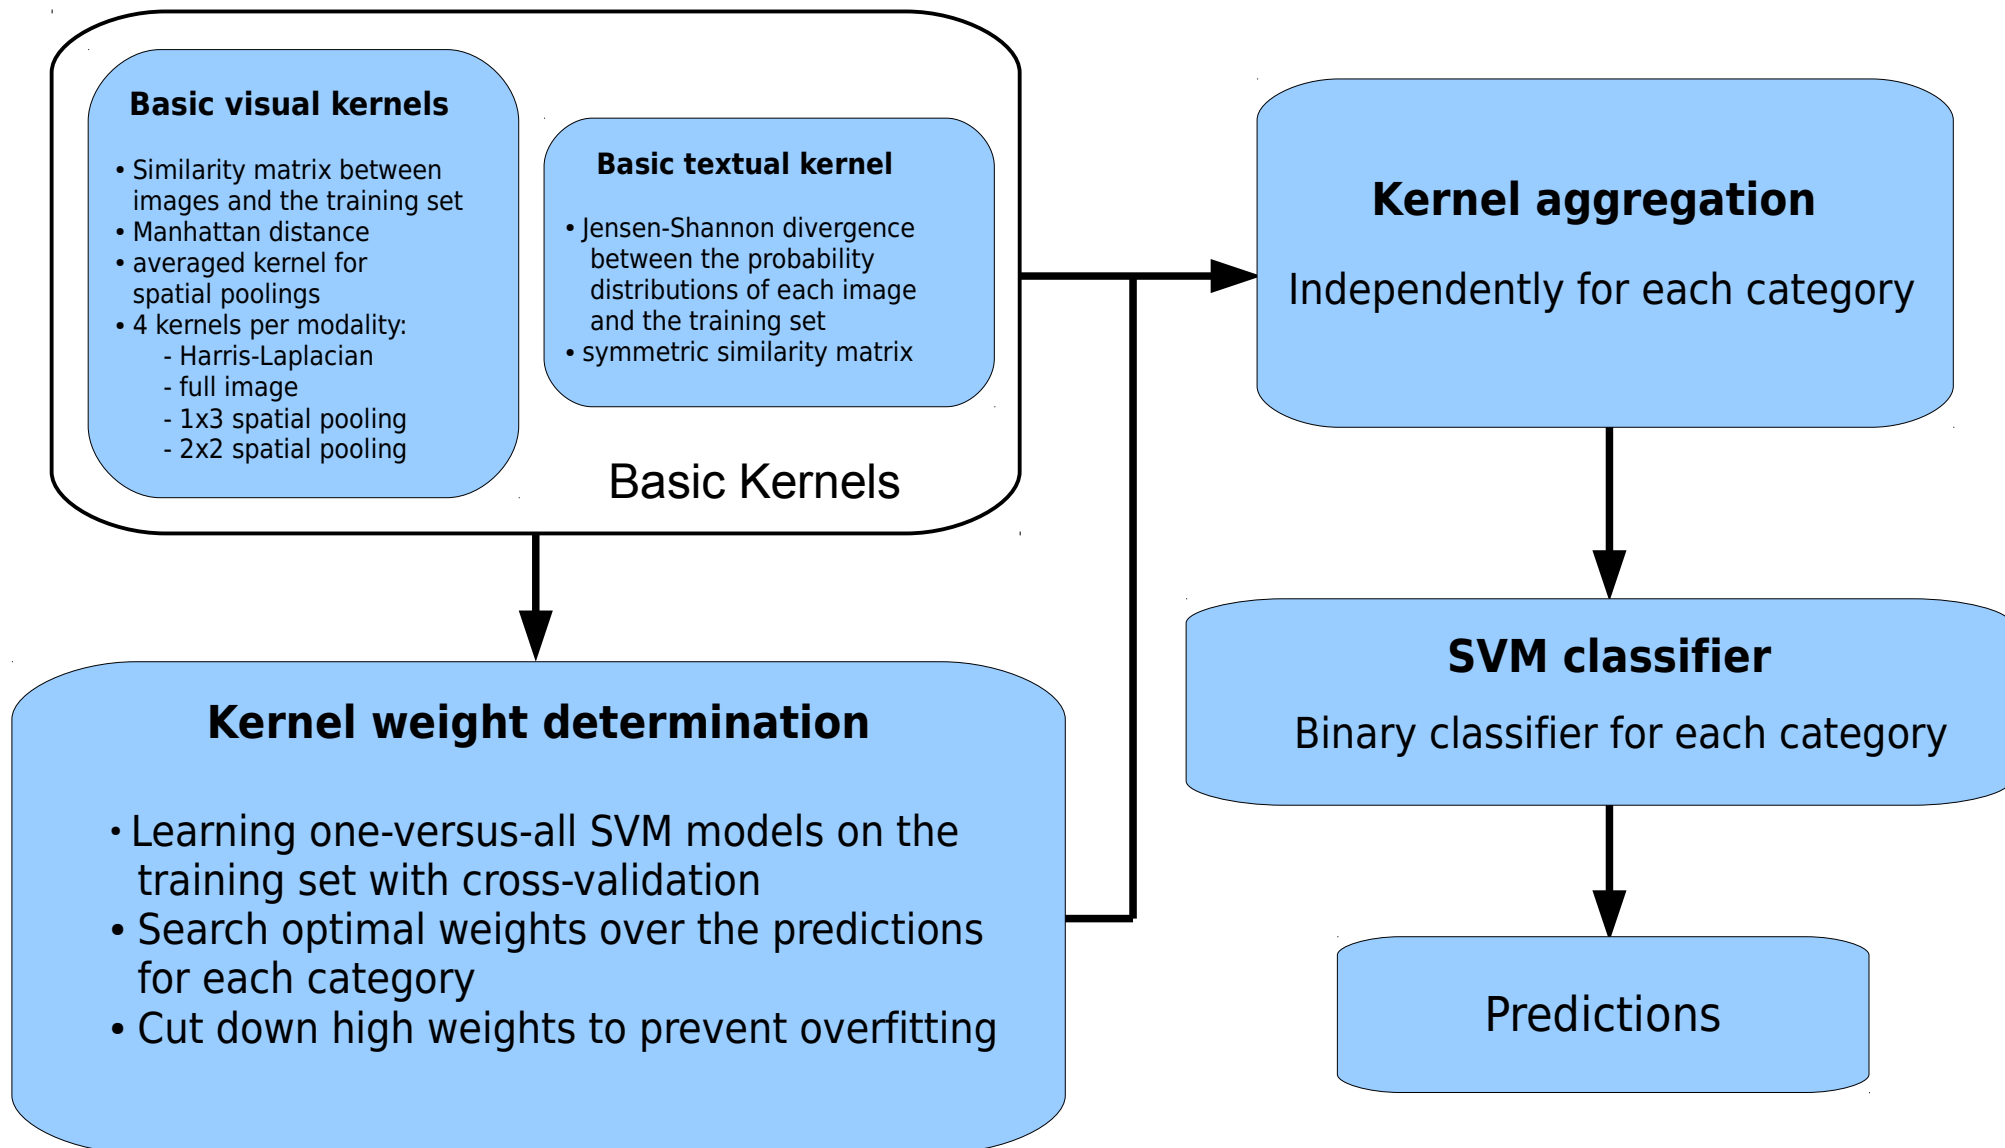 Basic visual kernels
• Similarity matrix between
images and the training set
• Manhattan distance
• averaged kernel for
spatial poolings
• 4 kernels per modality:
- Harris-Laplacian
- full image
- 1x3 spatial pooling
- 2x2 spatial pooling
Basic textual kernel
• Jensen-Shannon divergence
between the probability
distributions of each image
and the training set
• symmetric similarity matrix
Basic Kernels
Kernel aggregation
Independently for each category
Kernel weight determination
• Learning one-versus-all SVM models on the
training set with cross-validation
• Search optimal weights over the predictions
for each category
• Cut down high weights to prevent overfitting
SVM classifier
Binary classifier for each category
Predictions